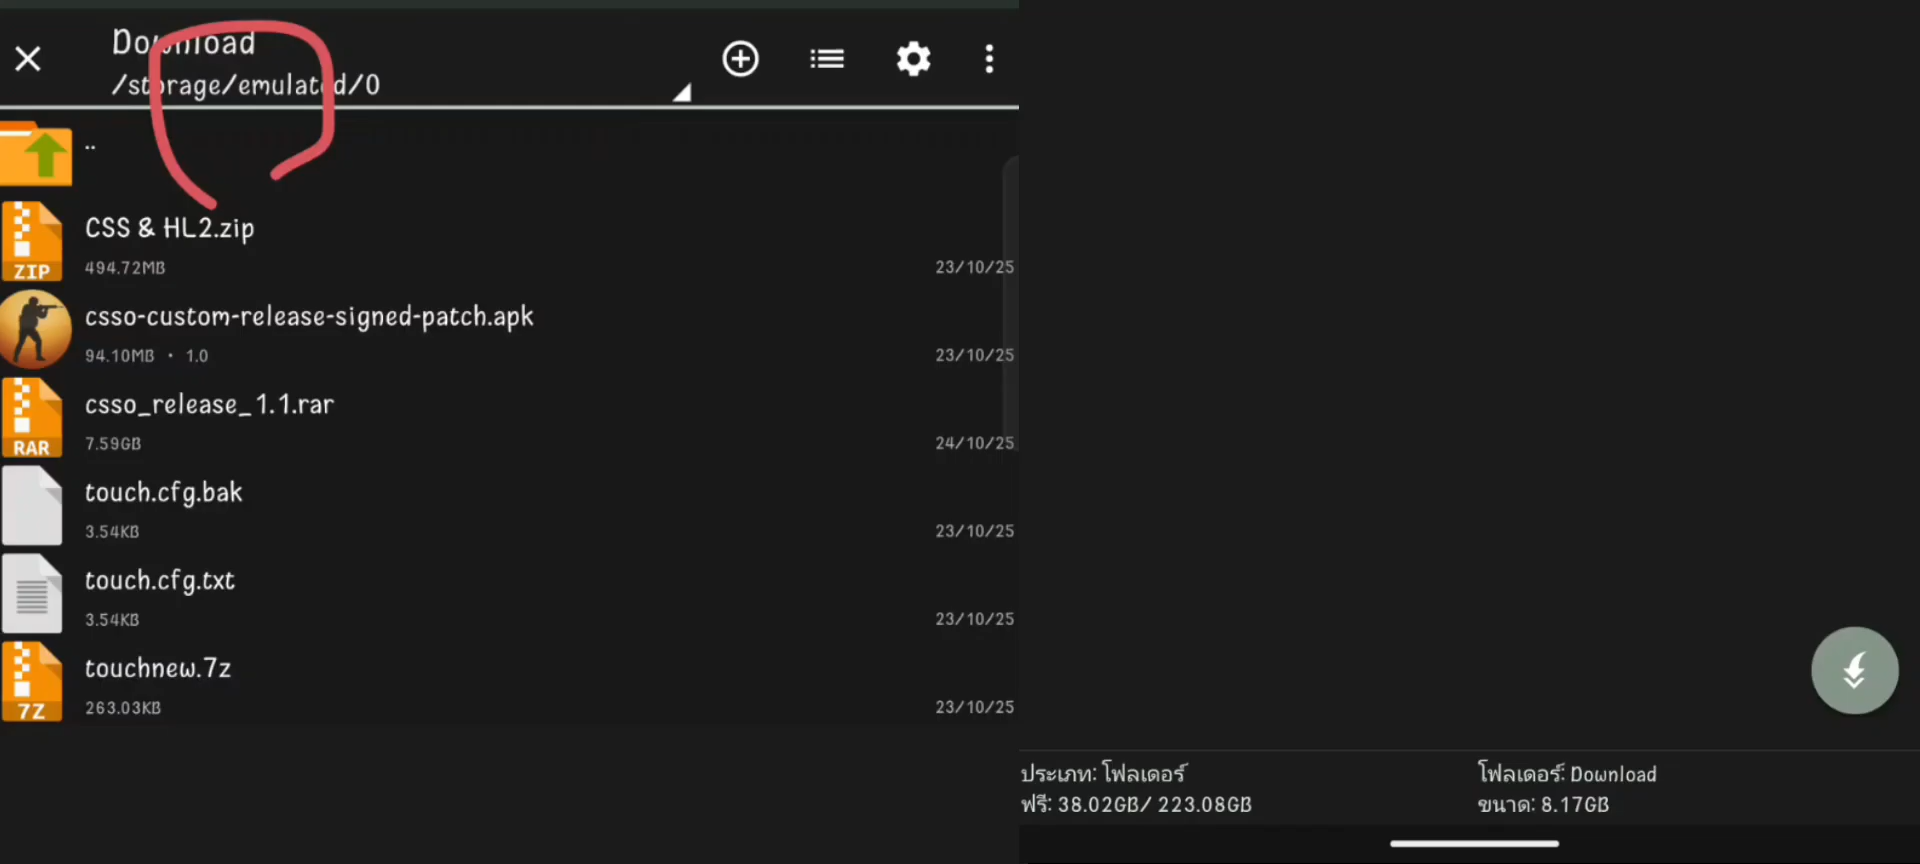 Download
/storage/emulated/0
..
CSS & HL2.zip
494.72MB
23/10/25
ZIP
csso-custom-release-signed-patch.apk
94.10MB · 1.0
23/10/25
csso_release_1.1.rar
7.59GB
24/10/25
RAR
touch.cfg.bak
3.54KB
23/10/25
touch.cfg.txt
3.54KB
23/10/25
touchnew.7z
263.03KB
23/10/25
7Z
ประเภท: โฟลเดอร์
ฟรี: 38.02GB/ 223.08GB
โฟลเดอร์: Download
ขนาด: 8.17GB